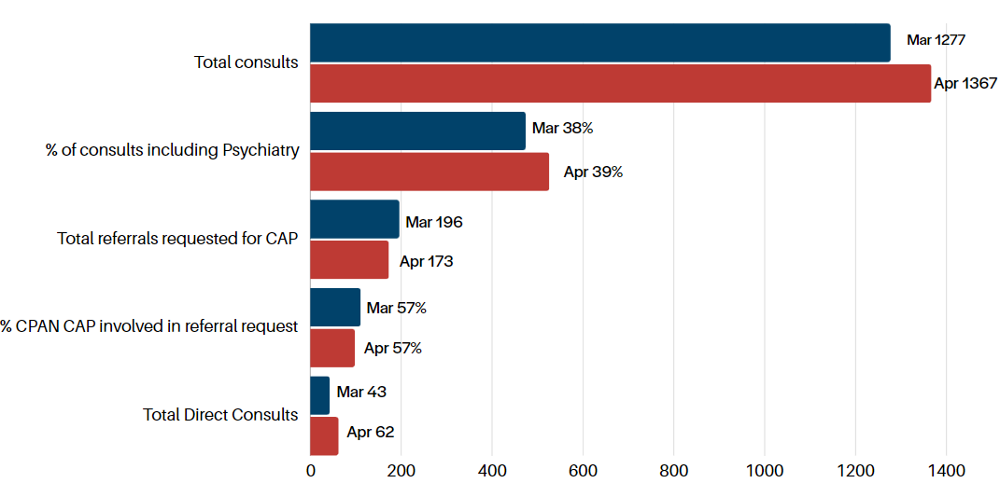 Total consults
Mar 1277
Apr 1367
% of consults including Psychiatry
Mar 38%
Apr 39%
Total referrals requested for CAP
Mar 196
Apr 173
% CPAN CAP involved in referral request
Mar 57%
Apr 57%
Total Direct Consults
Mar 43
Apr 62
0 200 400 600 800 1000 1200 1400